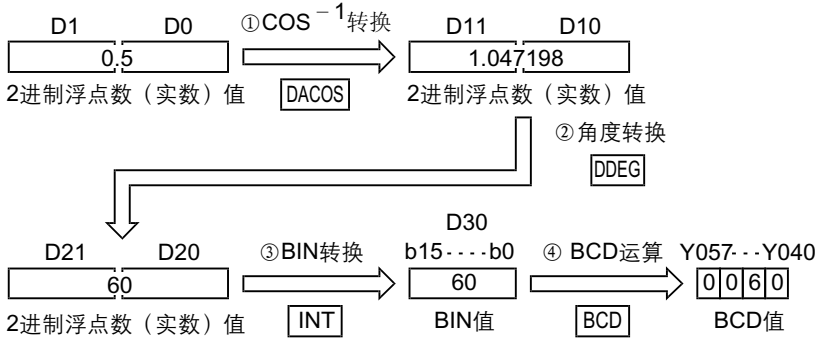 D1 D0 ①COS－1转换 D11 D10
0.5 1.047198
2进制浮点数（实数）值 DACOS 2进制浮点数（实数）值
②角度转换
DDEG
D30
D21 D20 ③BIN转换 b15----b0 ④ BCD运算 Y057---Y040
60 60 0 0 6 0
2进制浮点数（实数）值 INT BIN值 BCD BCD值